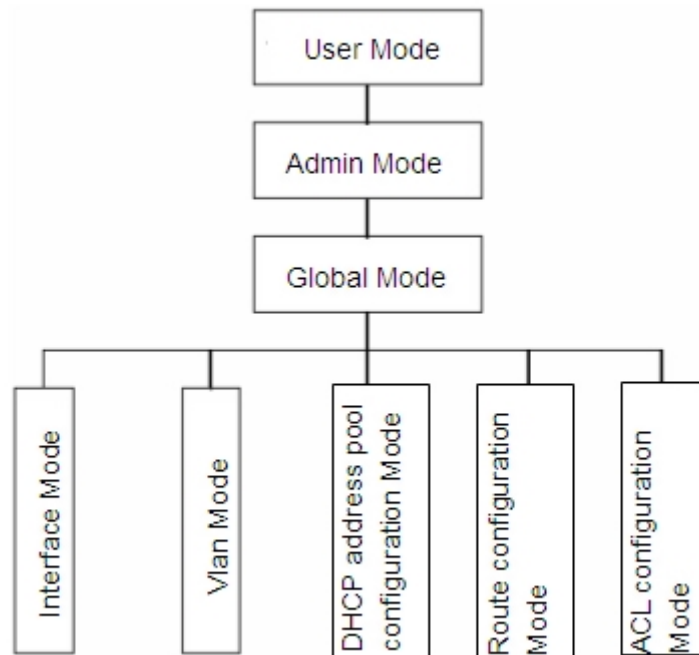 User Mode
Admin Mode
Global Mode
Interface Mode
Vlan Mode
DHCP address pool
configuration Mode
Route configuration
Mode
ACL configuration
Mode